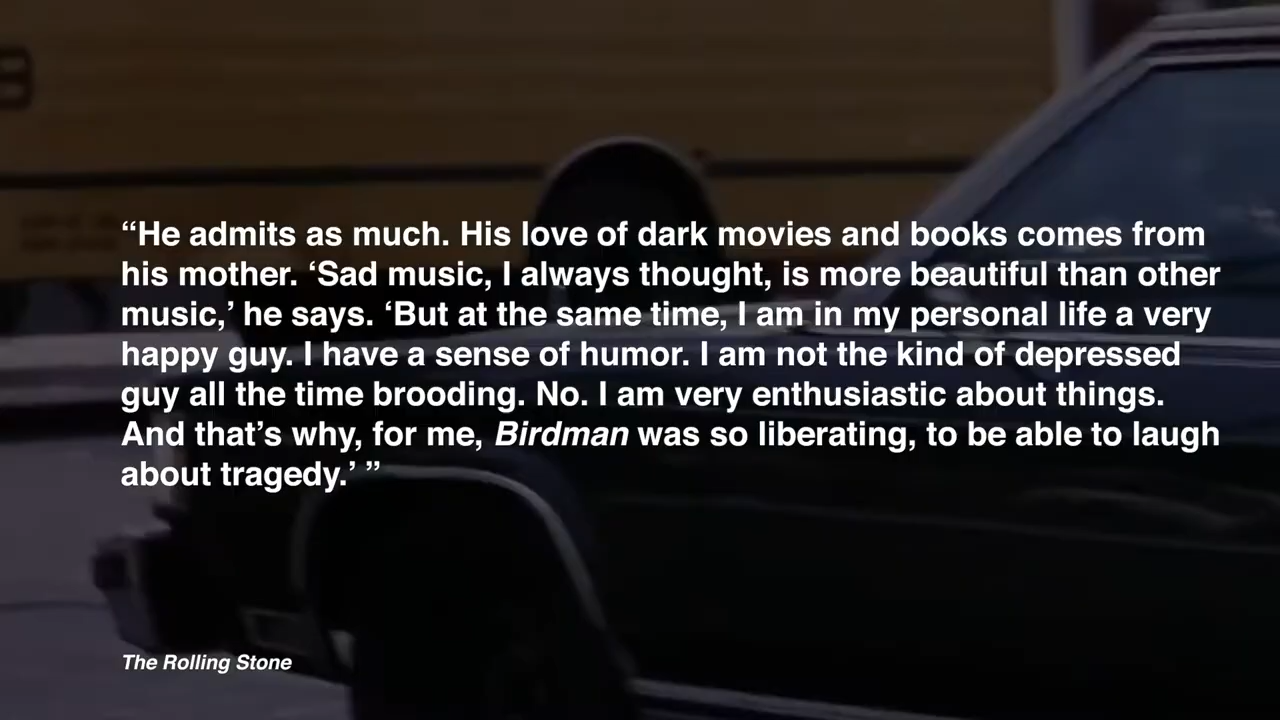 “He admits as much. His love of dark movies and books comes from
his mother. ‘Sad music, I always thought, is more beautiful than other
music,’ he says. ‘But at the same time, I am in my personal life a very
happy guy. I have a sense of humor. I am not the kind of depressed
guy all the time brooding. No. I am very enthusiastic about things.
And that’s why, for me, Birdman was so liberating, to be able to laugh
about tragedy.’ ”
The Rolling Stone